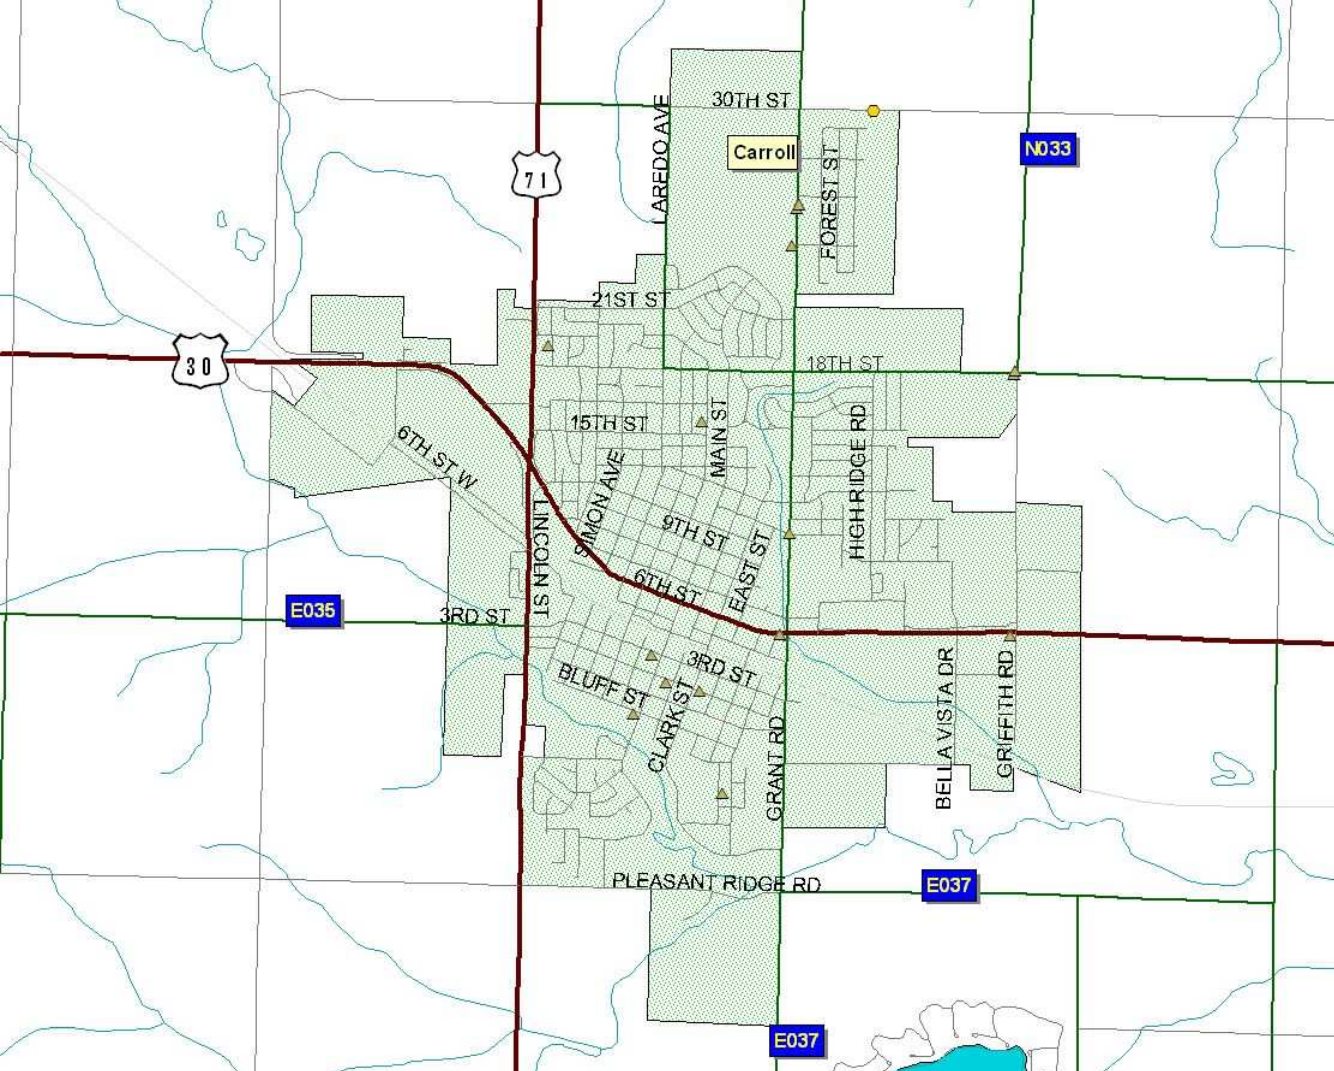 30TH ST
LAREDO AVE
Carroll
N033
71
FOREST ST
21ST ST
30
18TH ST
15TH ST
MAIN ST
HIGH RIDGE RD
6TH ST W
SIMON AVE
LINCOLN ST
9TH ST
EAST ST
6TH ST
E035
3RD ST
3RD ST
BLUFF ST
CLARK ST
GRANT RD
BELLA VISTA DR
GRIFFITH RD
PLEASANT RIDGE RD
E037
E037